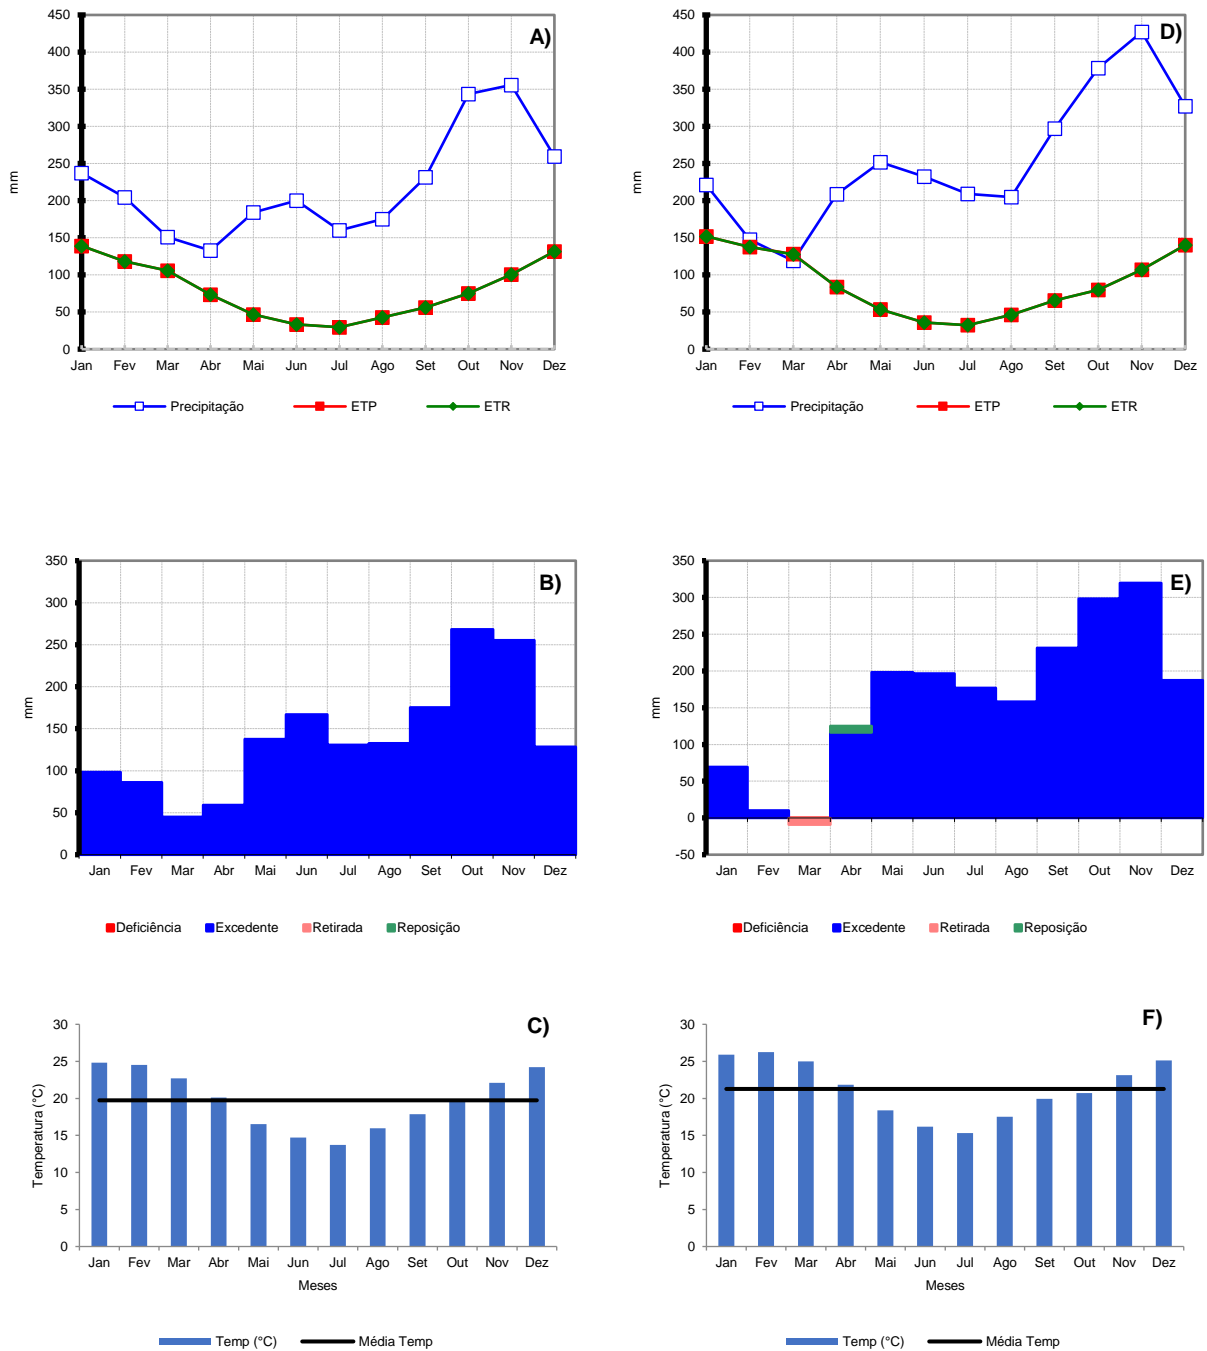 A)
450
400
350
300
250
200
150
100
50
0
mm
Jan Fev Mar Abr Mai Jun Jul Ago Set Out Nov Dez
Precipitação ETP ETR
D)
450
400
350
300
250
200
150
100
50
0
mm
Jan Fev Mar Abr Mai Jun Jul Ago Set Out Nov Dez
Precipitação ETP ETR
B)
350
300
250
200
150
100
50
0
mm
Jan Fev Mar Abr Mai Jun Jul Ago Set Out Nov Dez
Deficiência Excedente Retirada Reposição
E)
350
300
250
200
150
100
50
0
-50
mm
Jan Fev Mar Abr Mai Jun Jul Ago Set Out Nov Dez
Deficiência Excedente Retirada Reposição
C)
30
25
20
15
10
5
0
Temperatura (°C)
Jan Fev Mar Abr Mai Jun Jul Ago Set Out Nov Dez
Meses
Temp (°C) Média Temp
F)
30
25
20
15
10
5
0
Temperatura (°C)
Jan Fev Mar Abr Mai Jun Jul Ago Set Out Nov Dez
Meses
Temp (°C) Média Temp